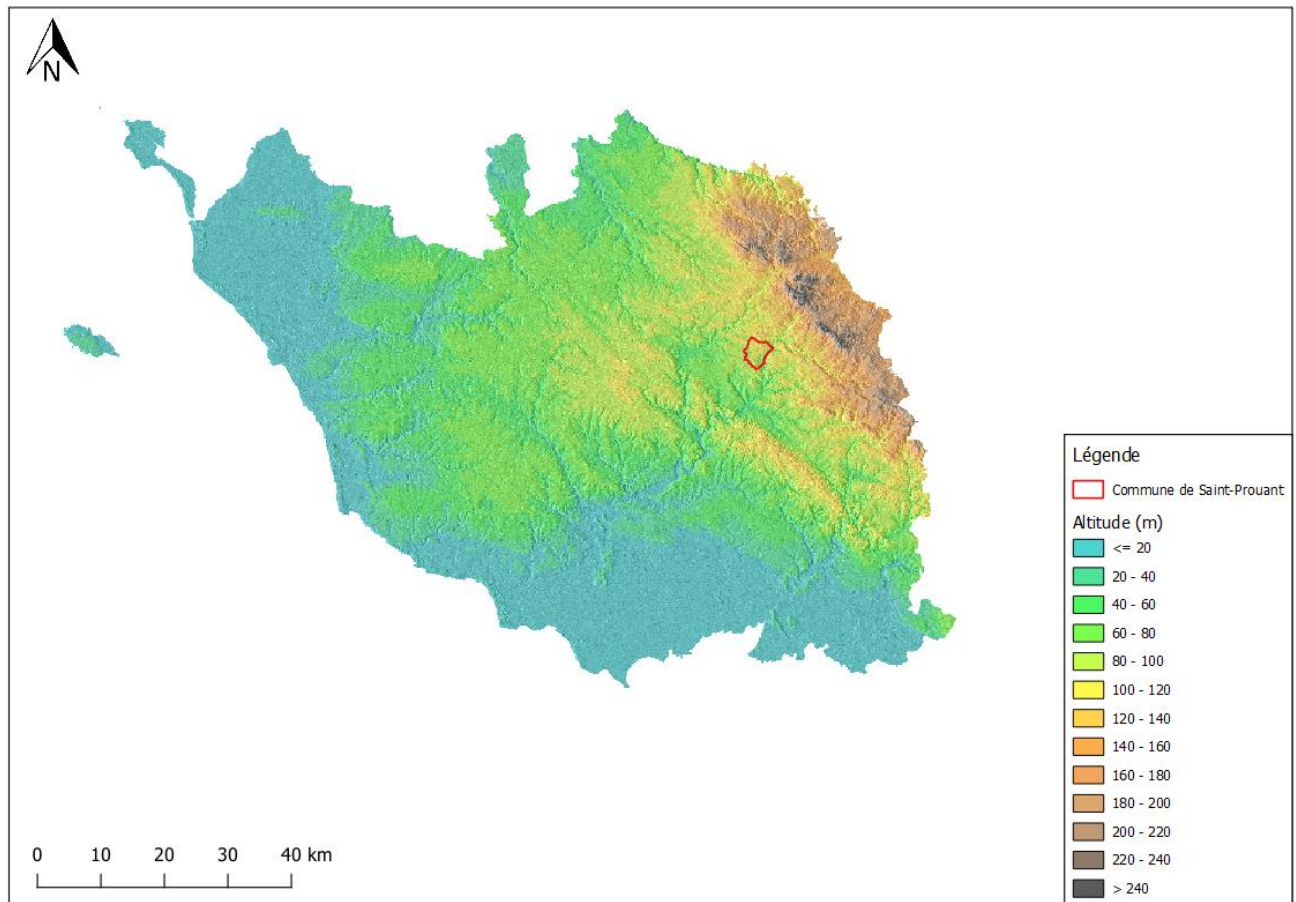 N
Légende
Commune de Saint-Prouant
Altitude (m)
<= 20
20 - 40
40 - 60
60 - 80
80 - 100
100 - 120
120 - 140
140 - 160
160 - 180
180 - 200
200 - 220
220 - 240
> 240
0 10 20 30 40 km